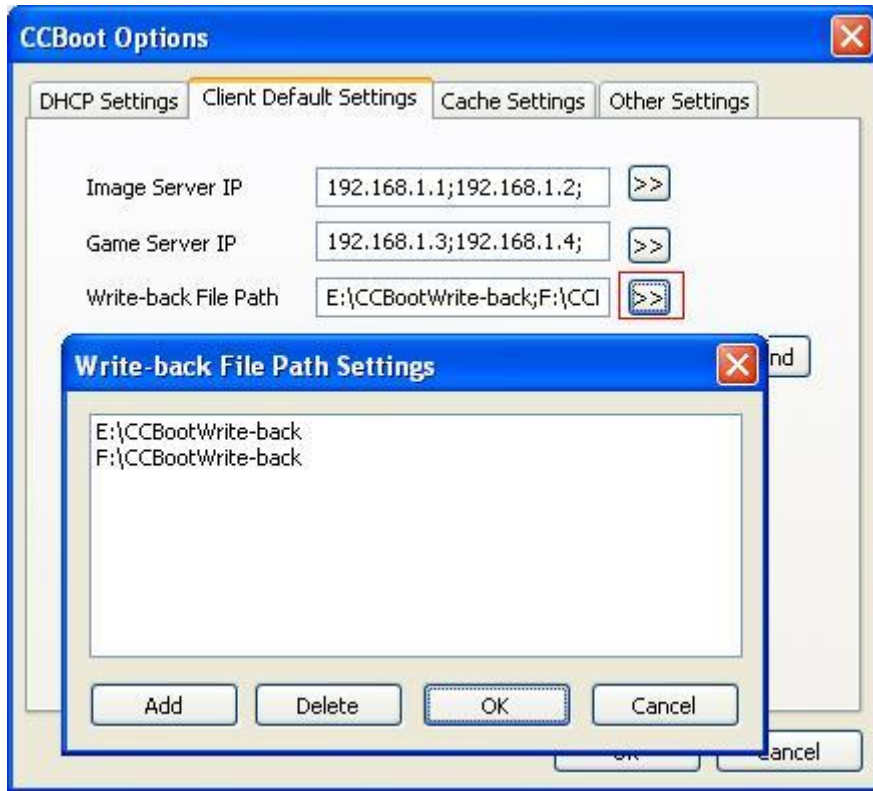 CCBoot Options
DHCP Settings Client Default Settings Cache Settings Other Settings
Image Server IP 192.168.1.1;192.168.1.2; >>
Game Server IP 192.168.1.3;192.168.1.4; >>
Write-back File Path E:\CCBootWrite-back;F:\CCI >>
nd
Write-back File Path Settings
E:\CCBootWrite-back
F:\CCBootWrite-back
Add Delete OK Cancel
OK Cancel